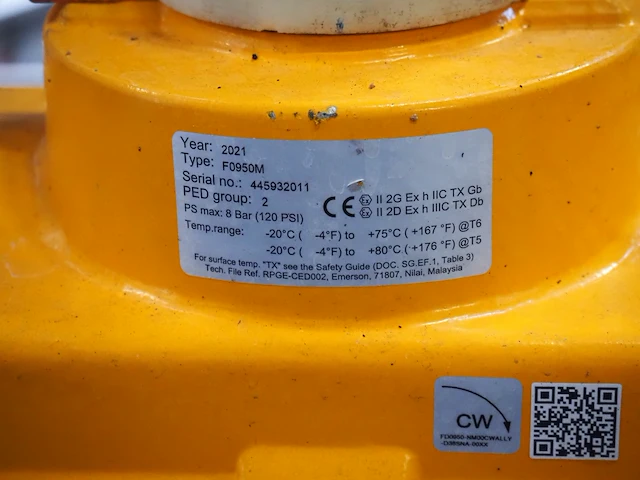 Year: 2021
Type: F0950M
Serial no.: 445932011
PED group: 2
PS max: 8 Bar (120 PSI)
CE Ex II 2G Ex h IIC TX Gb
Ex II 2D Ex h IIIC TX Db
Temp.range: -20°C ( -4°F) to +75°C ( +167 °F) @T6
-20°C ( -4°F) to +80°C ( +176 °F) @T5
For surface temp. "TX" see the Safety Guide (DOC. SG.EF.1, Table 3)
Tech. File Ref. RPGE-CED002, Emerson, 71807, Nilai, Malaysia
CW